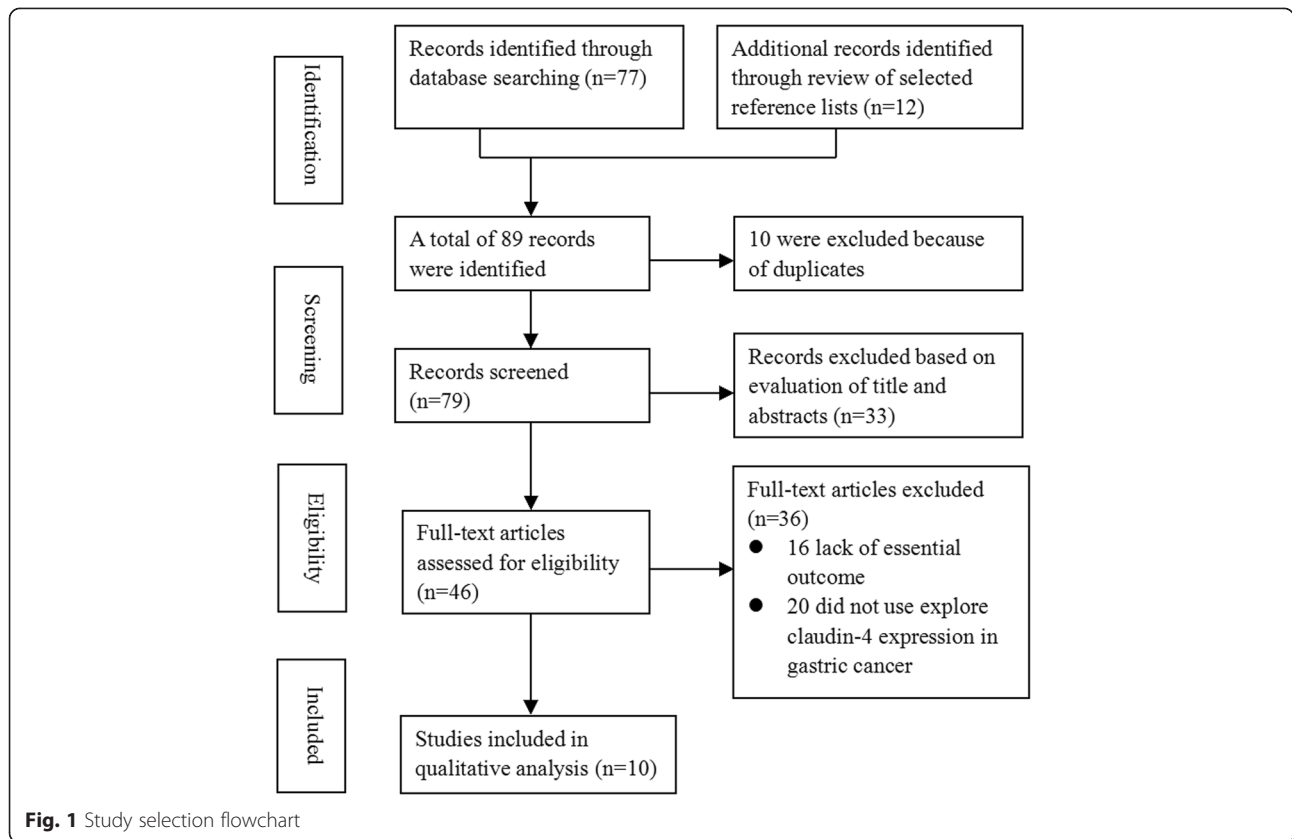 Identification
Records identified through
database searching (n=77)
Additional records identified
through review of selected
reference lists (n=12)
A total of 89 records
were identified
10 were excluded because
of duplicates
Screening
Records screened
(n=79)
Records excluded based on
evaluation of title and
abstracts (n=33)
Eligibility
Full-text articles
assessed for eligibility
(n=46)
Full-text articles excluded
(n=36)
● 16 lack of essential
outcome
● 20 did not use explore
claudin-4 expression in
gastric cancer
Included
Studies included in
qualitative analysis (n=10)
Fig. 1 Study selection flowchart